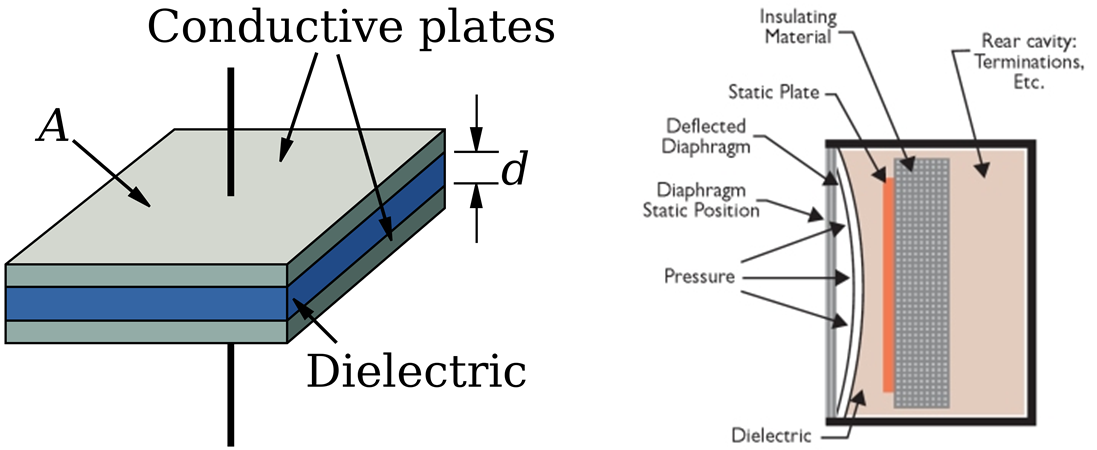 Conductive plates
A
d
Dielectric
Insulating
Material
Rear cavity:
Terminations,
Etc.
Static Plate
Deflected
Diaphragm
Diaphragm
Static Position
Pressure
Dielectric